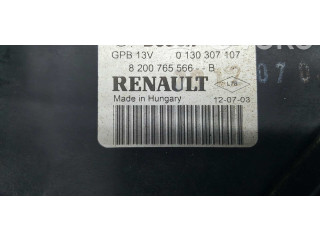 GPB 13V 0 130 307 107
8 200 765 566 -- B
RENAULT
Made in Hungary 12-07-03